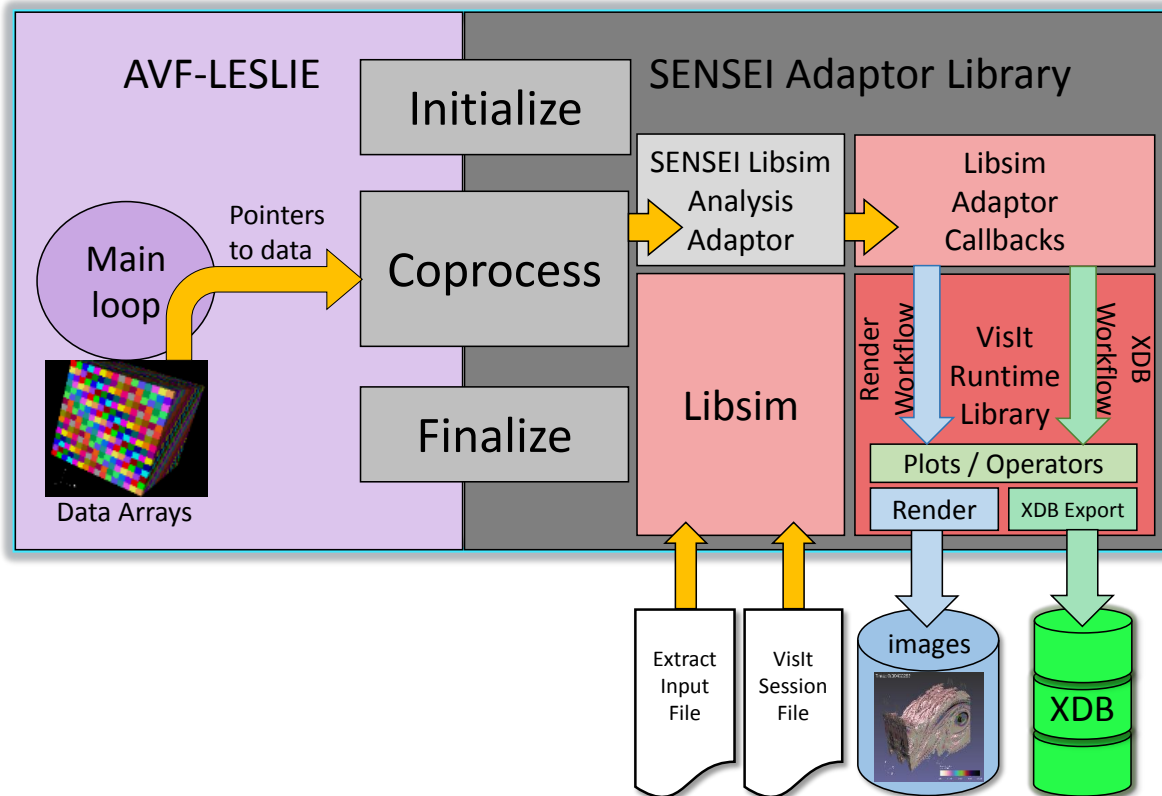 AVF-LESLIE
SENSEI Adaptor Library
Initialize
Pointers
to data
Main
loop
Coprocess
SENSEI Libsim
Analysis
Adaptor
Libsim
Adaptor
Callbacks
Render
Workflow
VisIt
Runtime
Library
XDB
Workflow
Libsim
Finalize
Plots / Operators
Render
XDB Export
Data Arrays
Extract
Input
File
VisIt
Session
File
images
XDB